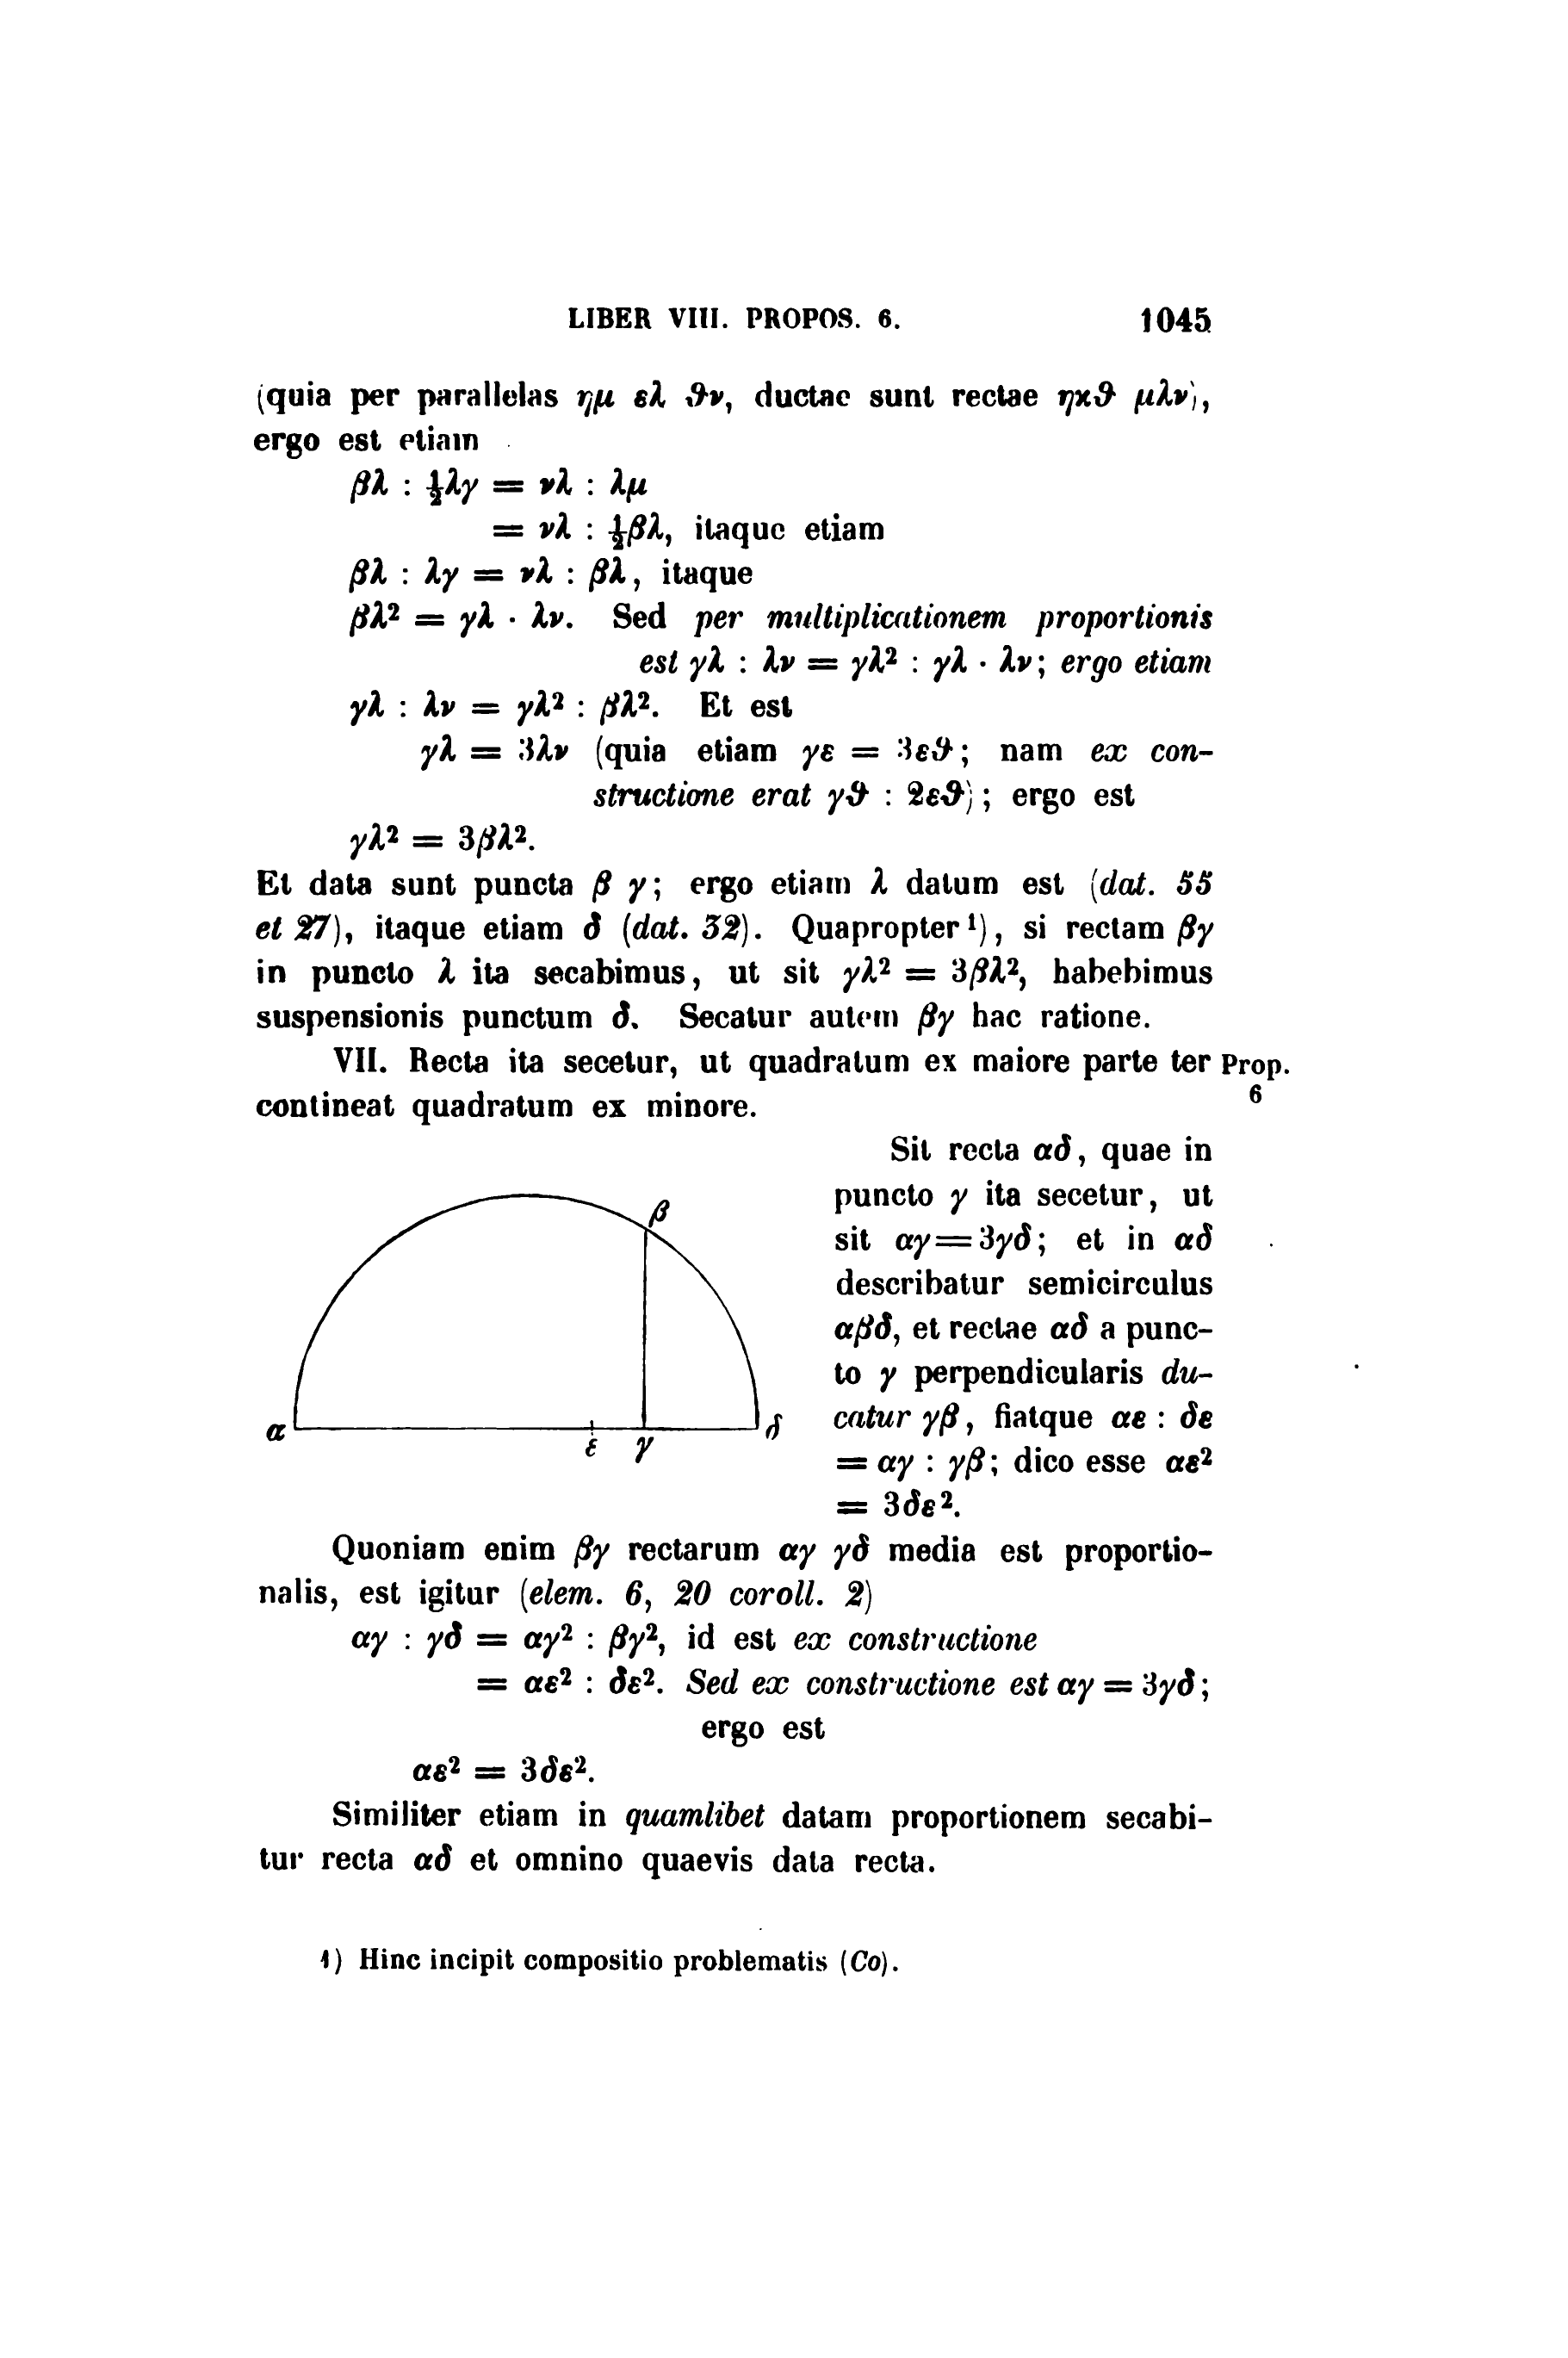 LIBER VIII. PROPOS. 6. 1045
(quia per parallelas ημ ελ ϑν, ductae sunt rectae ηκϑ μλν),
ergo est etiam
βλ : ½λγ = νλ : λμ
= νλ : ½βλ, itaque etiam
βλ : λγ = νλ : βλ, itaque
βλ² = γλ · λν. Sed per multiplicationem proportionis
est γλ : λν = γλ² : γλ · λν; ergo etiam
γλ : λν = γλ² : βλ². Et est
γλ = 3λν (quia etiam γε = 3εϑ; nam ex con-
structione erat γϑ : 2εϑ); ergo est
γλ² = 3βλ².
Et data sunt puncta β γ; ergo etiam λ datum est (dat. 55
et 27), itaque etiam δ (dat. 32). Quapropter¹), si rectam βγ
in puncto λ ita secabimus, ut sit γλ² = 3βλ², habebimus
suspensionis punctum δ. Secatur autem βγ hac ratione.
VII. Recta ita secetur, ut quadratum ex maiore parte ter Prop.
contineat quadratum ex minore. 6
Sit recta αδ, quae in
puncto γ ita secetur, ut
sit αγ=3γδ; et in αδ
describatur semicirculus
αβδ, et rectae αδ a punc-
to γ perpendicularis du-
catur γβ, fiatque αε : δε
= αγ : γβ; dico esse αε²
= 3δε².
β
α
ε γ
δ
Quoniam enim βγ rectarum αγ γδ media est proportio-
nalis, est igitur (elem. 6, 20 coroll. 2)
αγ : γδ = αγ² : βγ², id est ex constructione
= αε² : δε². Sed ex constructione est αγ = 3γδ;
ergo est
αε² = 3δε².
Similiter etiam in quamlibet datam proportionem secabi-
tur recta αδ et omnino quaevis data recta.
1) Hinc incipit compositio problematis (Co).